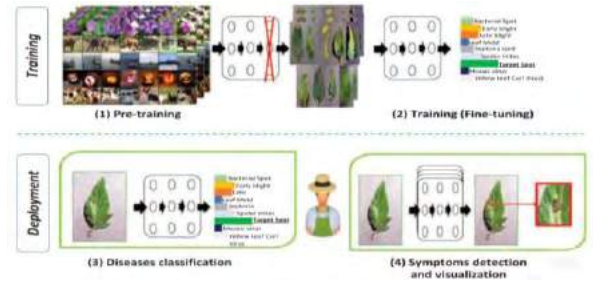 Training
Bacterial Spot
Early blight
Late blight
Leaf Mold
Septoria spot
Spider mites
Target Spot
Mosaic virus
Yellow leaf Curl Virus
(1) Pre-training
(2) Training (Fine-tuning)
Deployment
Bacterial Spot
Early blight
Late
Leaf Mold
Septoria
Spider mites
Target Spot
Mosaic virus
Yellow leaf Curl
Virus
(3) Diseases classification
(4) Symptoms detection
and visualization